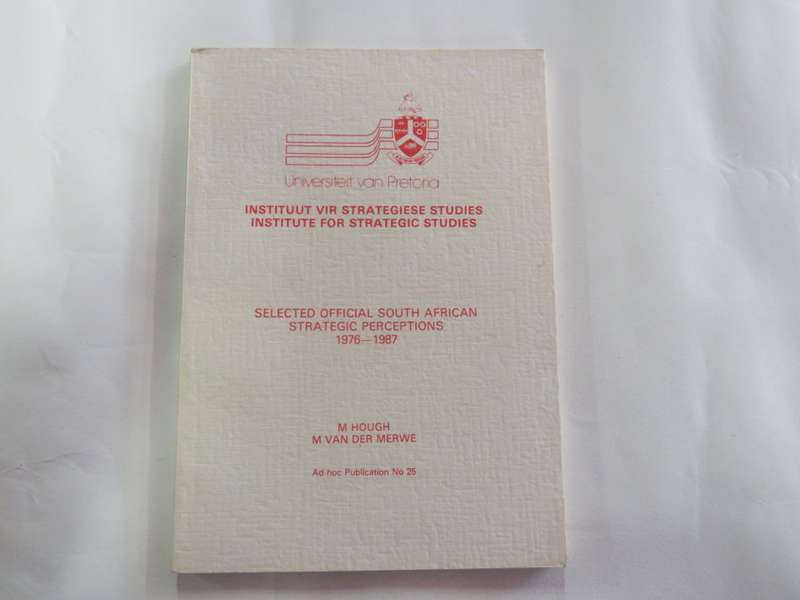 Universiteit van Pretoria
INSTITUUT VIR STRATEGIESE STUDIES
INSTITUTE FOR STRATEGIC STUDIES
SELECTED OFFICIAL SOUTH AFRICAN
STRATEGIC PERCEPTIONS
1976—1987
M HOUGH
M VAN DER MERWE
Ad hoc Publication No 25